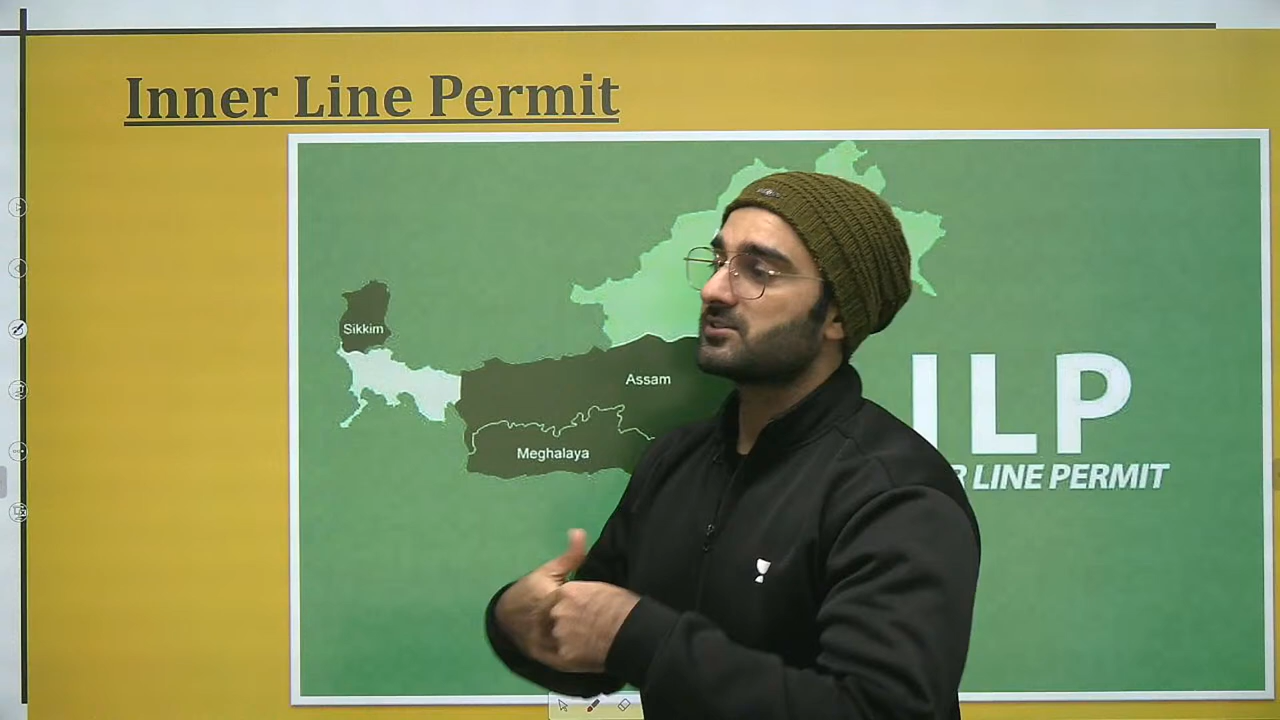 Inner Line Permit
Sikkim
Assam
Meghalaya
ILP
R LINE PERMIT